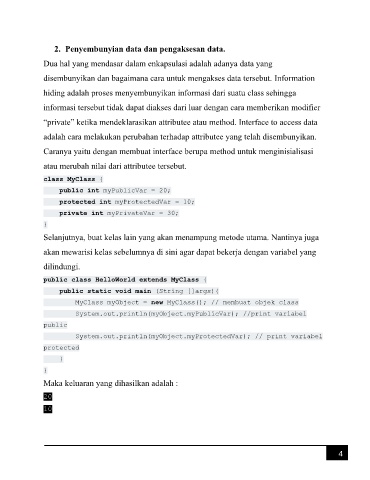 2. Penyembunyian data dan pengaksesan data.
Dua hal yang mendasar dalam enkapsulasi adalah adanya data yang
disembunyikan dan bagaimana cara untuk mengakses data tersebut. Information
hiding adalah proses menyembunyikan informasi dari suatu class sehingga
informasi tersebut tidak dapat diakses dari luar dengan cara memberikan modifier
“private” ketika mendeklarasikan attributee atau method. Interface to access data
adalah cara melakukan perubahan terhadap attributee yang telah disembunyikan.
Caranya yaitu dengan membuat interface berupa method untuk menginisialisasi
atau merubah nilai dari attributee tersebut.
class MyClass {
public int myPublicVar = 20;
protected int myProtectedVar = 10;
private int myPrivateVar = 30;
}
Selanjutnya, buat kelas lain yang akan menampung metode utama. Nantinya juga
akan mewarisi kelas sebelumnya di sini agar dapat bekerja dengan variabel yang
dilindungi.
public class HelloWorld extends MyClass {
public static void main (String []args){
MyClass myObject = new MyClass(); // membuat objek class
System.out.println(myObject.myPublicVar); //print variabel
public
System.out.println(myObject.myProtectedVar); // print variabel
protected
}
}
Maka keluaran yang dihasilkan adalah :
20
10
4